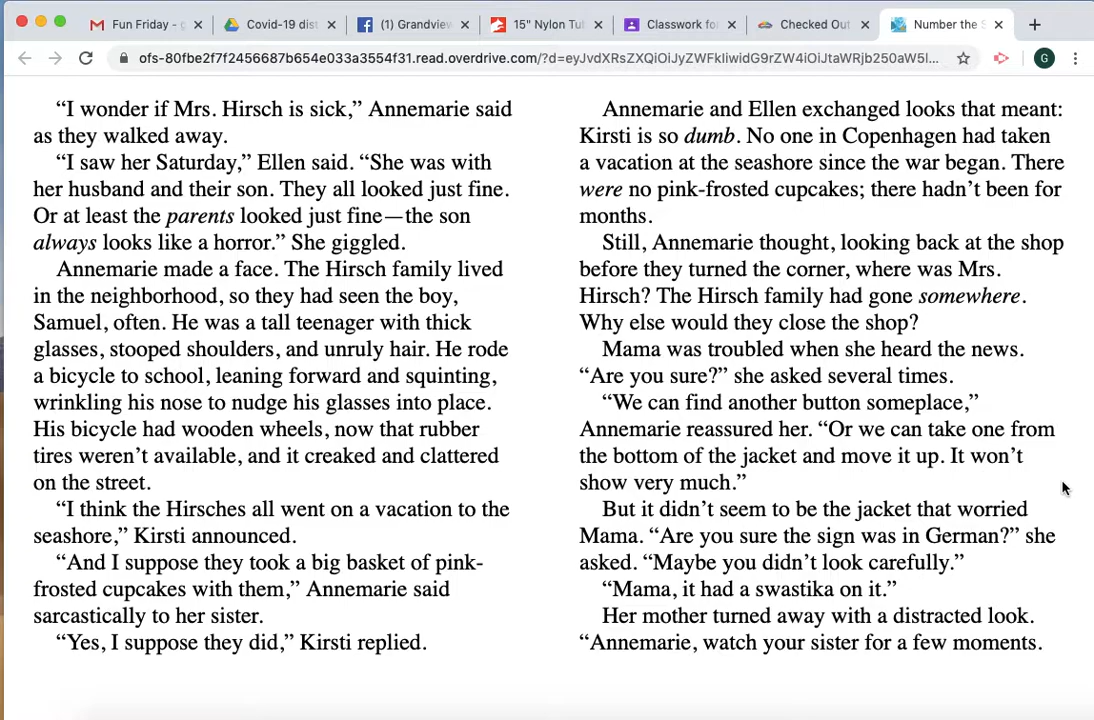 Fun Friday - g
Covid-19 dist
(1) Grandview
15" Nylon Tub
Classwork fo
Checked Out
Number the S
ofs-80fbe2f7f2456687b654e033a3554f31.read.overdrive.com/?d=eyJvdXRsZXQiOiJyZWFkIiwidG9rZW4iOiJtaWRjb250aW5l...
G
“I wonder if Mrs. Hirsch is sick,” Annemarie said
as they walked away.
“I saw her Saturday,” Ellen said. “She was with
her husband and their son. They all looked just fine.
Or at least the parents looked just fine—the son
always looks like a horror.” She giggled.
Annemarie made a face. The Hirsch family lived
in the neighborhood, so they had seen the boy,
Samuel, often. He was a tall teenager with thick
glasses, stooped shoulders, and unruly hair. He rode
a bicycle to school, leaning forward and squinting,
wrinkling his nose to nudge his glasses into place.
His bicycle had wooden wheels, now that rubber
tires weren’t available, and it creaked and clattered
on the street.
“I think the Hirsches all went on a vacation to the
seashore,” Kirsti announced.
“And I suppose they took a big basket of pink-
frosted cupcakes with them,” Annemarie said
sarcastically to her sister.
“Yes, I suppose they did,” Kirsti replied.
Annemarie and Ellen exchanged looks that meant:
Kirsti is so dumb. No one in Copenhagen had taken
a vacation at the seashore since the war began. There
were no pink-frosted cupcakes; there hadn’t been for
months.
Still, Annemarie thought, looking back at the shop
before they turned the corner, where was Mrs.
Hirsch? The Hirsch family had gone somewhere.
Why else would they close the shop?
Mama was troubled when she heard the news.
“Are you sure?” she asked several times.
“We can find another button someplace,”
Annemarie reassured her. “Or we can take one from
the bottom of the jacket and move it up. It won’t
show very much.”
But it didn’t seem to be the jacket that worried
Mama. “Are you sure the sign was in German?” she
asked. “Maybe you didn’t look carefully.”
“Mama, it had a swastika on it.”
Her mother turned away with a distracted look.
“Annemarie, watch your sister for a few moments.